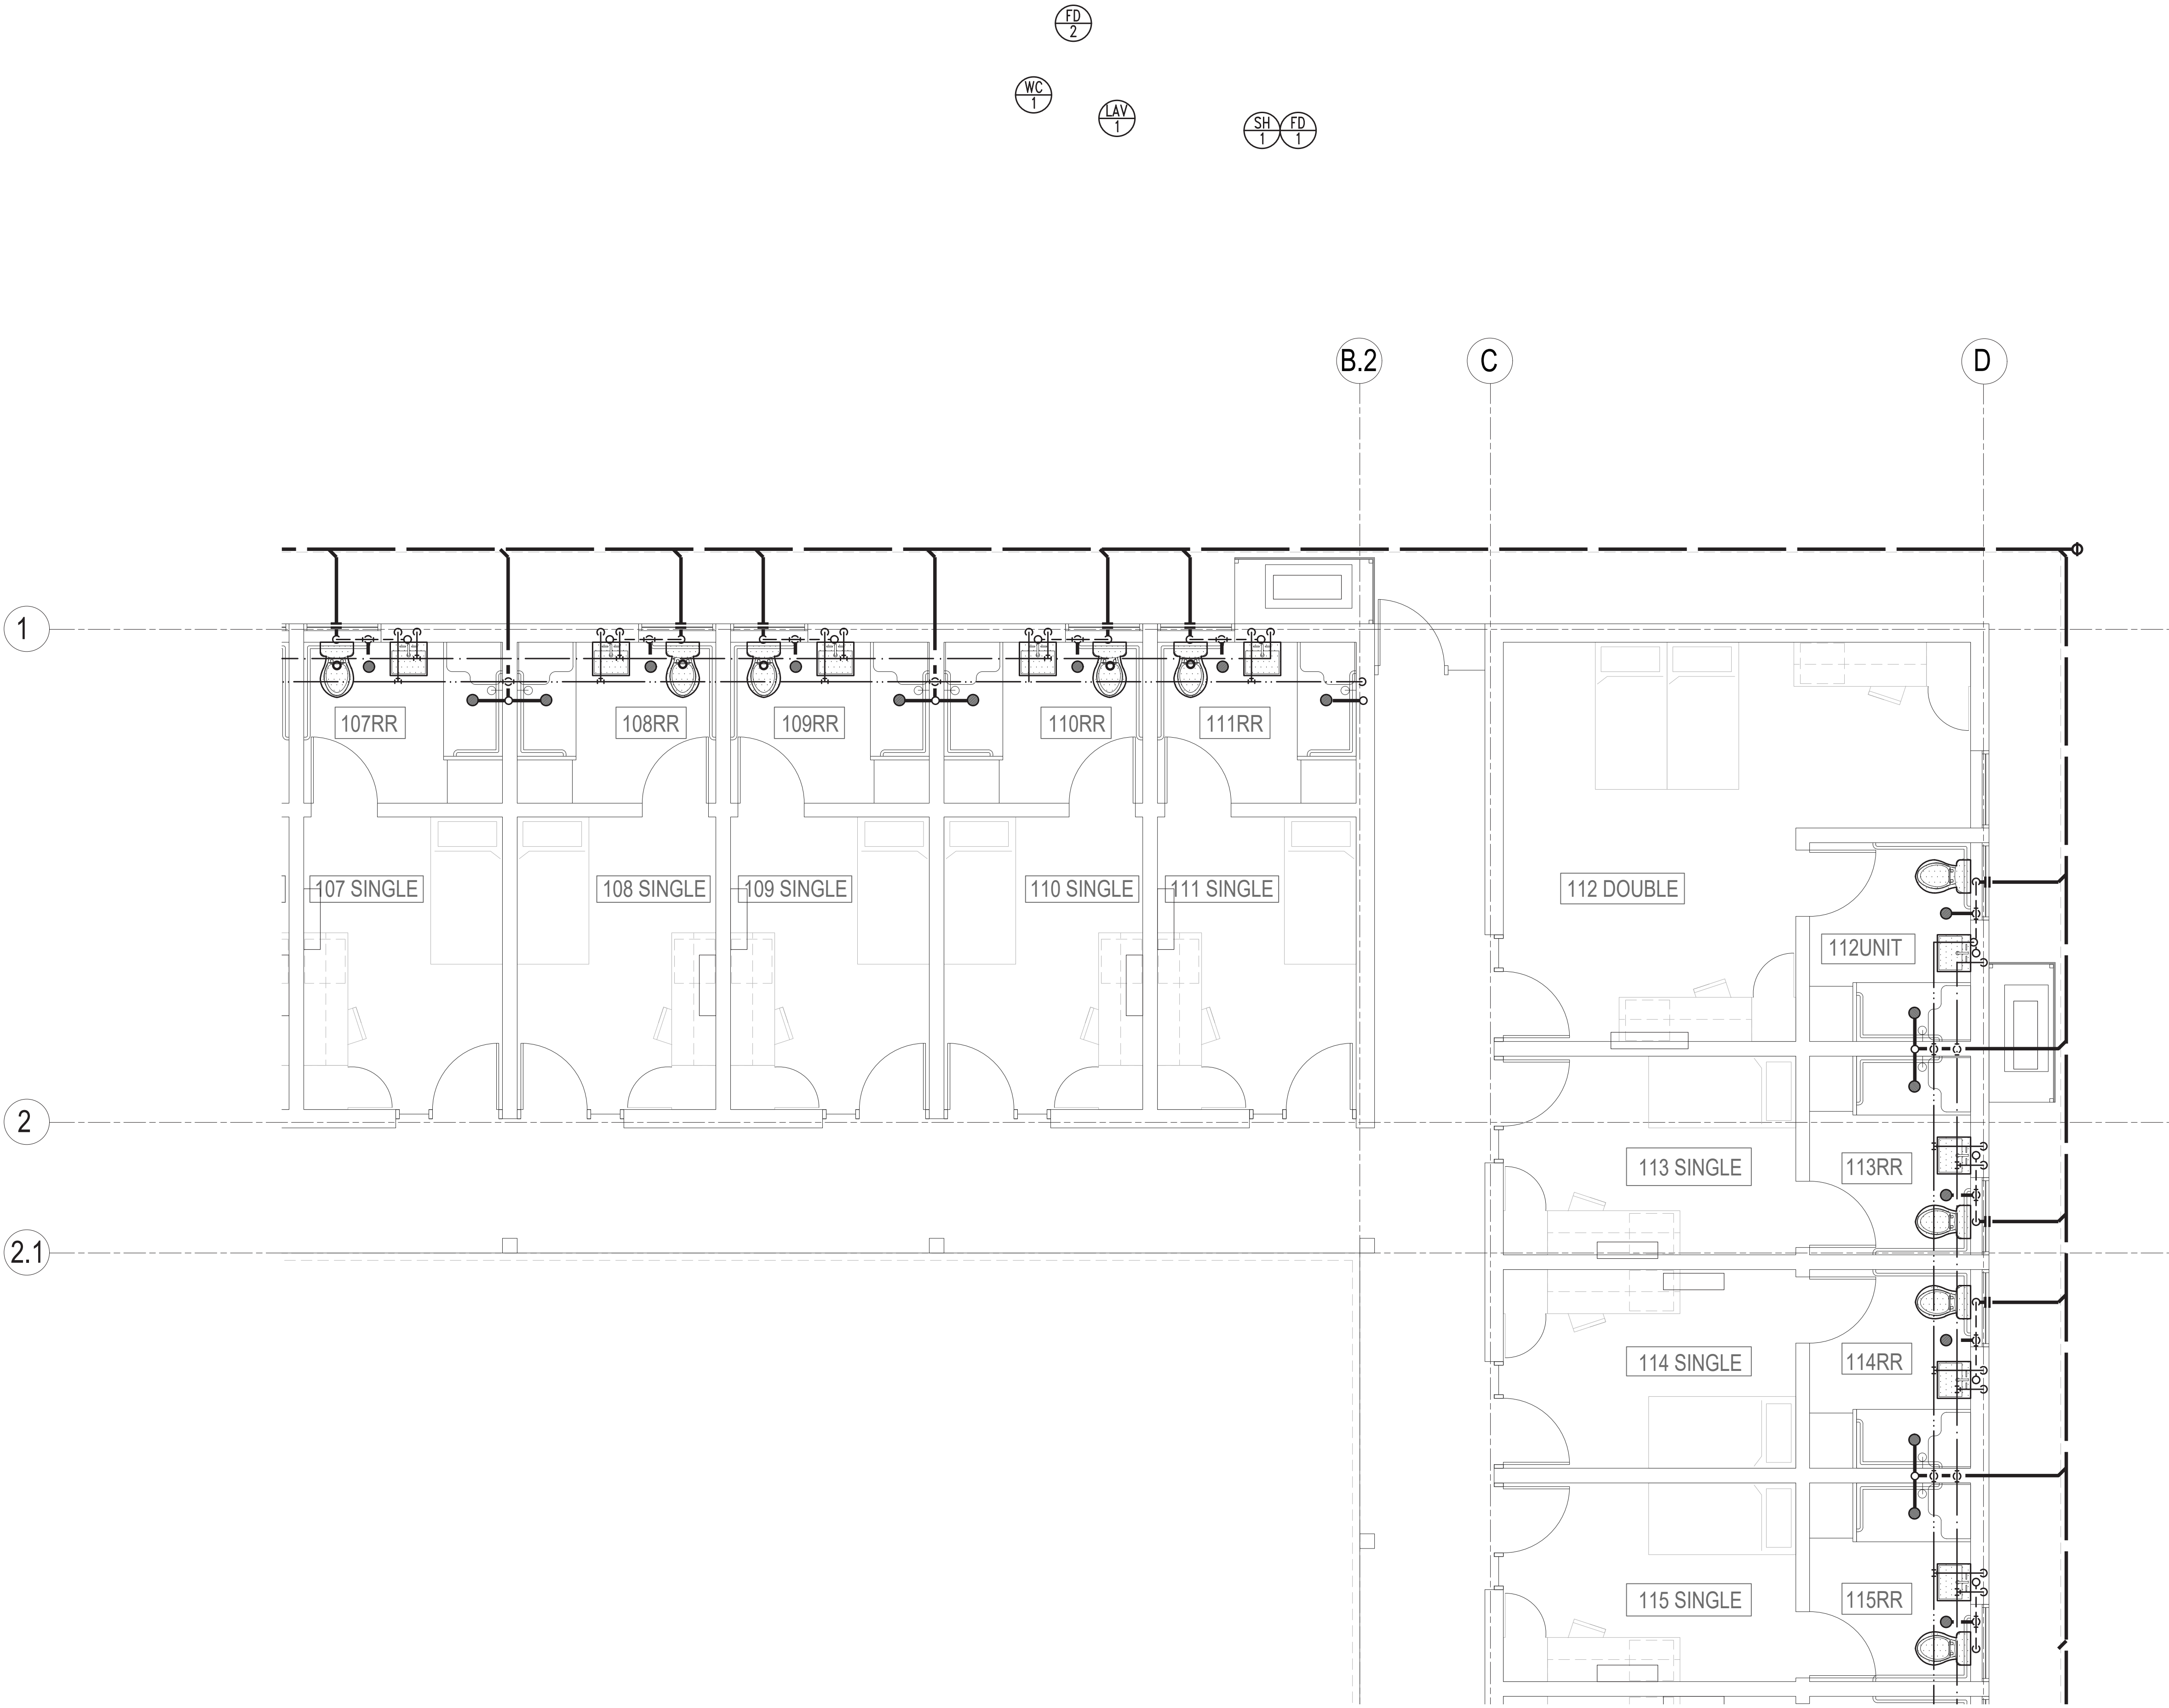 FD
2
WC
1
LAV
1
SH FD
1 1
B.2 C D
1
107RR 108RR 109RR 110RR 111RR
107 SINGLE 108 SINGLE 109 SINGLE 110 SINGLE 111 SINGLE 112 DOUBLE
112UNIT
2
113 SINGLE 113RR
2.1
114 SINGLE 114RR
115 SINGLE 115RR